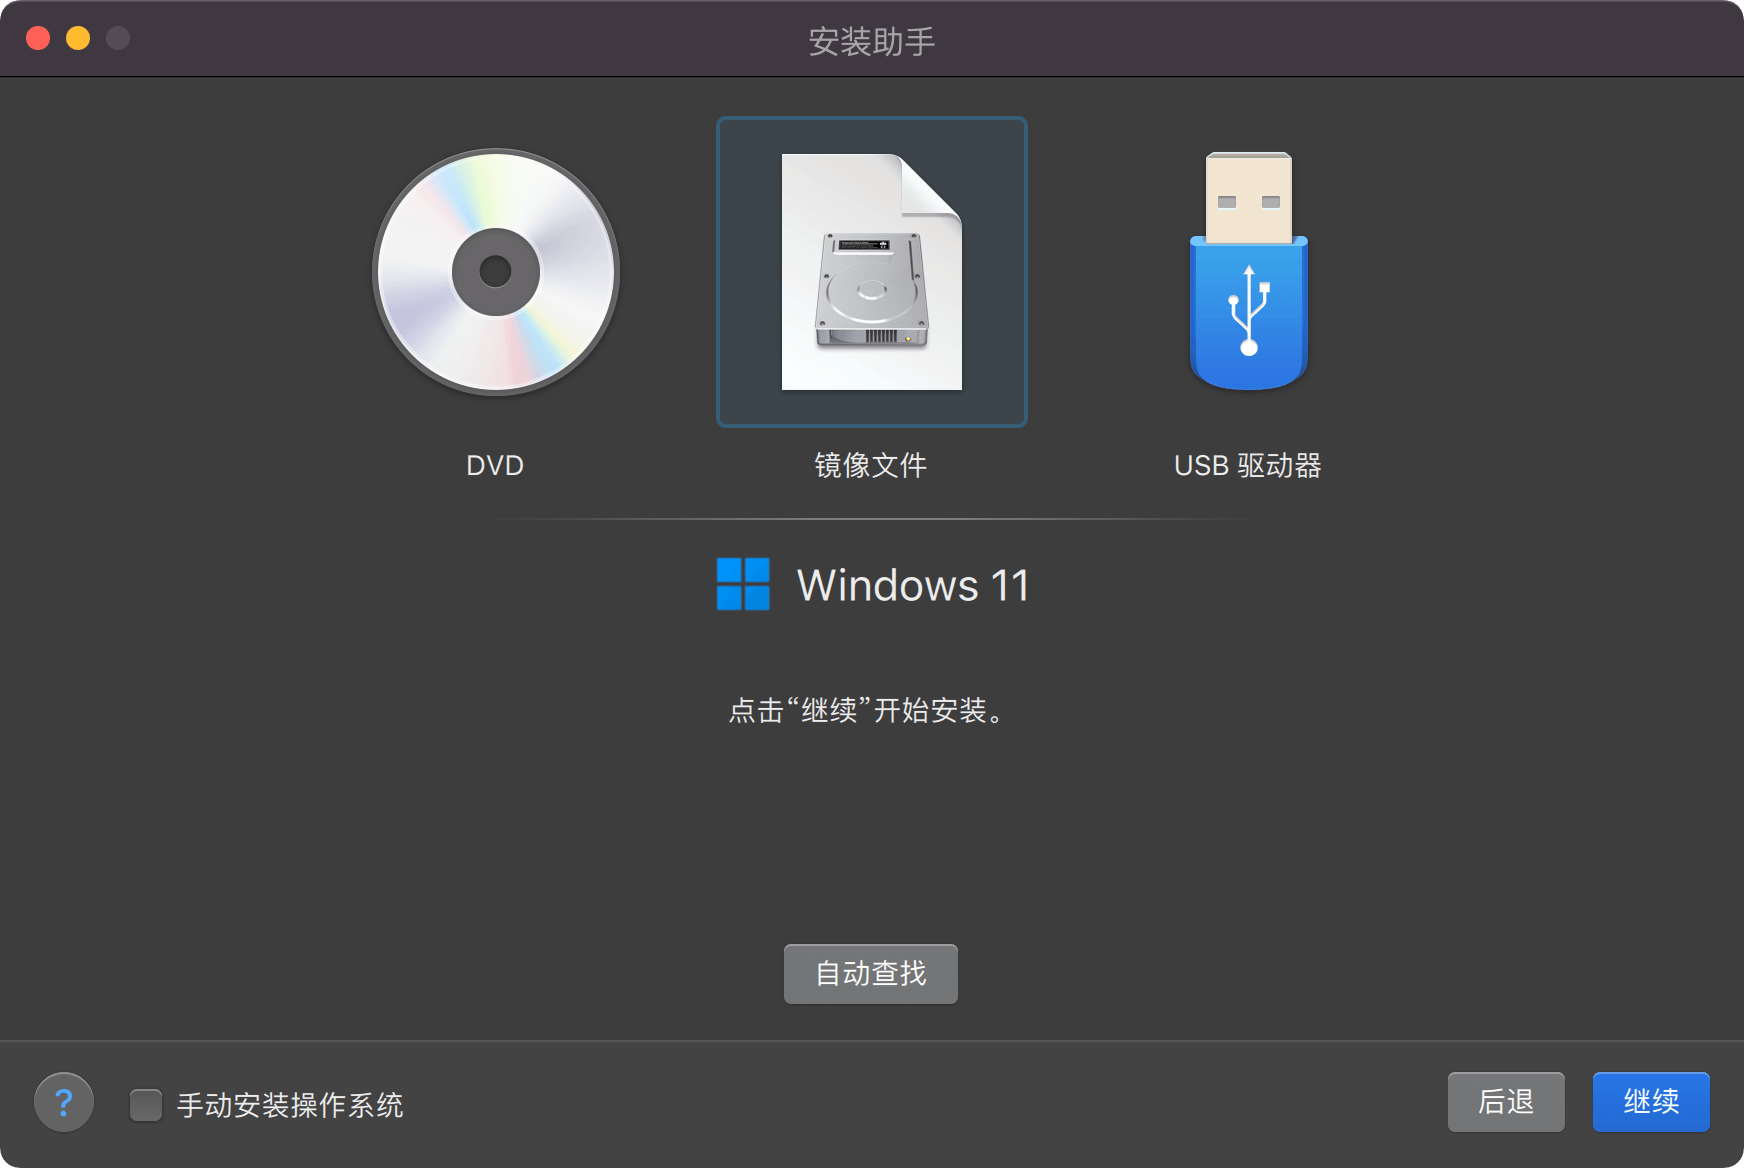 安装助手
DVD
镜像文件
USB 驱动器
Windows 11
点击“继续”开始安装。
自动查找
?
手动安装操作系统
后退
继续